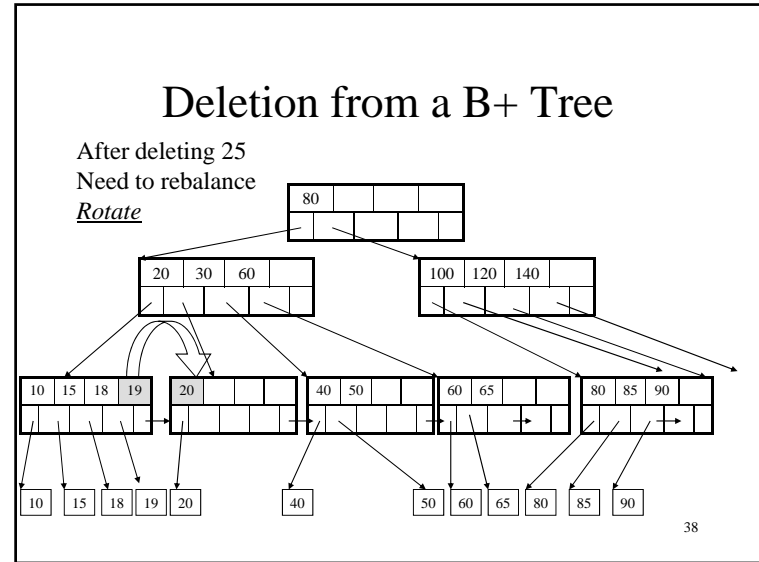 Deletion from a B+ Tree
After deleting 25
Need to rebalance
Rotate
80
20 30 60
100 120 140
10 15 18 19 20 40 50 60 65 80 85 90
10 15 18 19 20 40 50 60 65 80 85 90
38